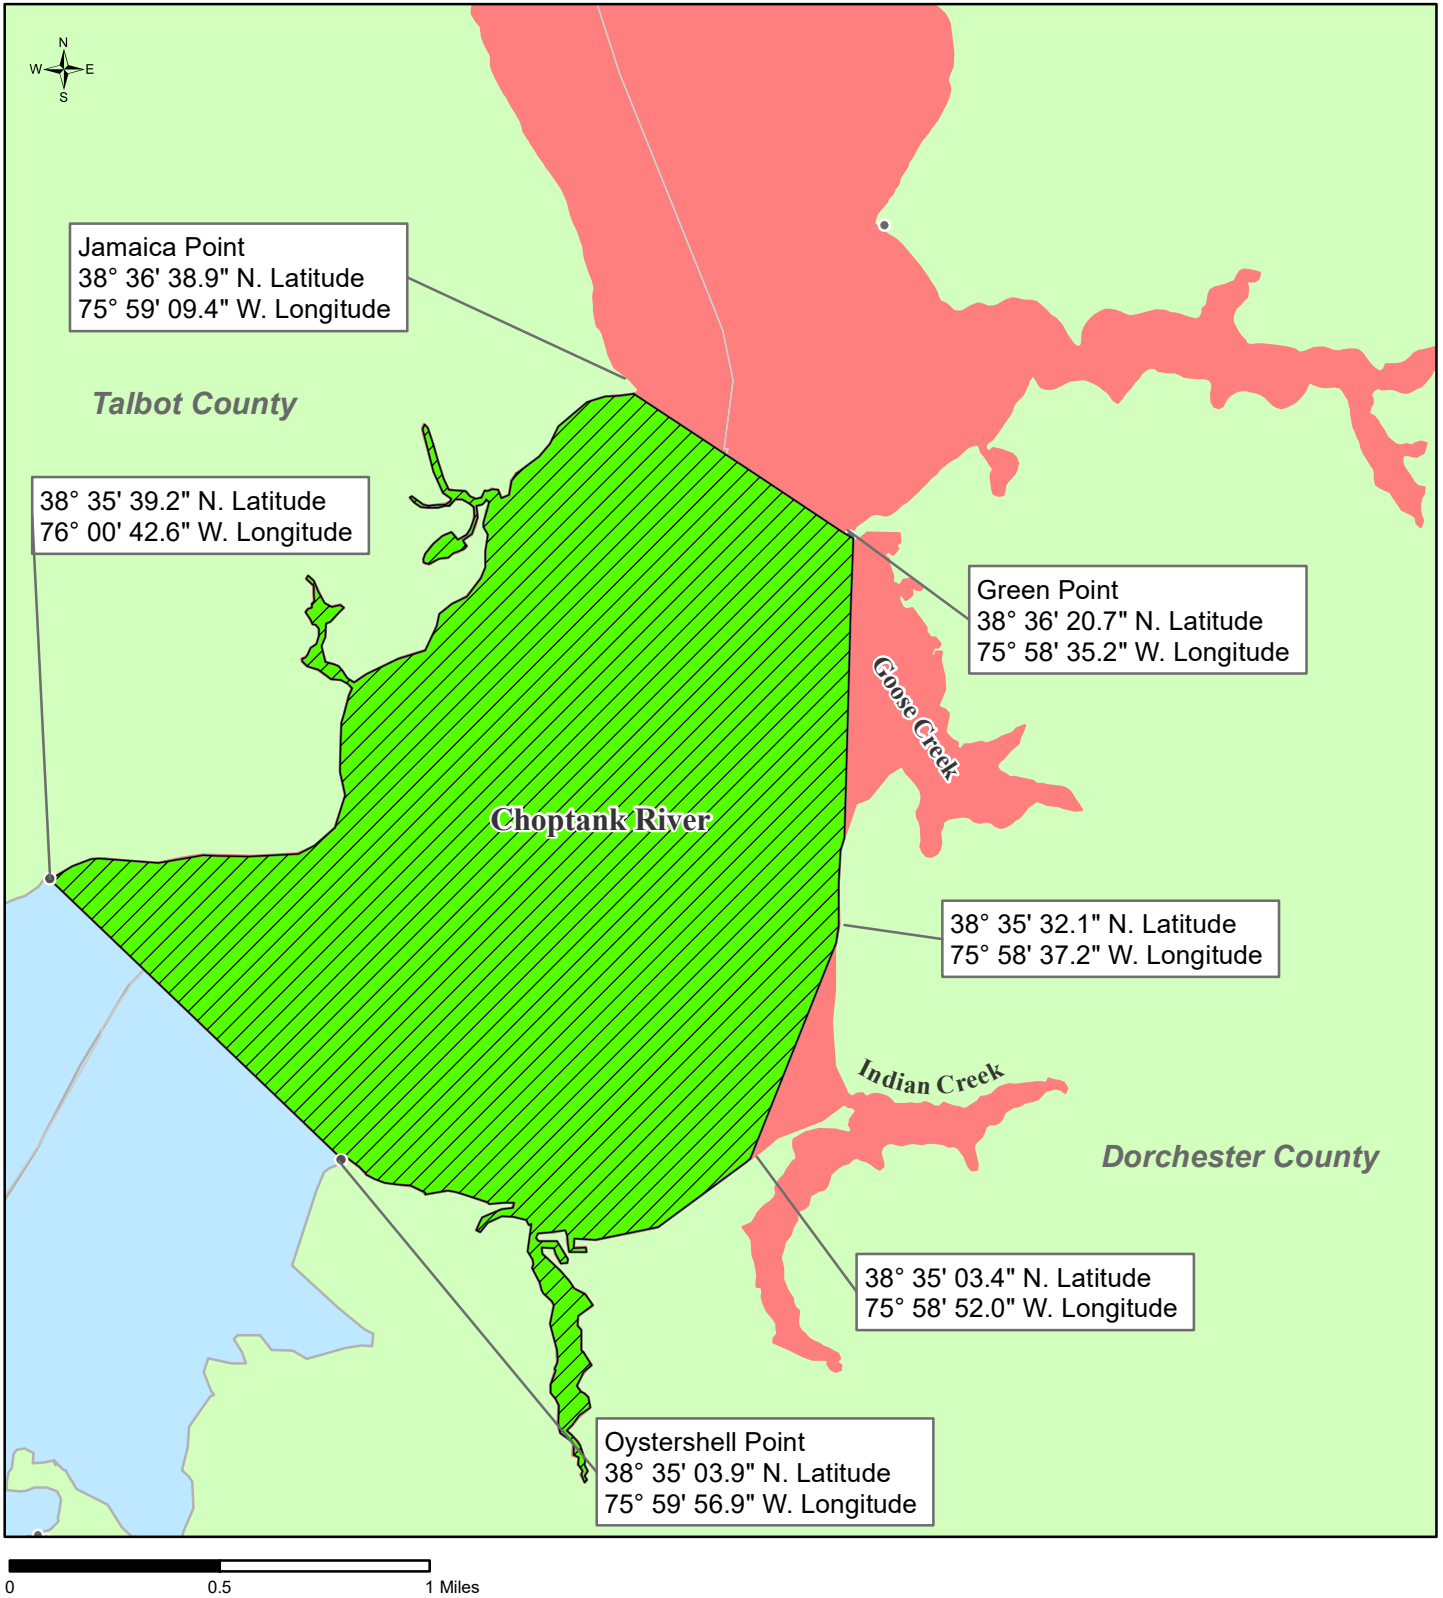 N
W E
S
Jamaica Point
38° 36' 38.9" N. Latitude
75° 59' 09.4" W. Longitude
Talbot County
38° 35' 39.2" N. Latitude
76° 00' 42.6" W. Longitude
Green Point
38° 36' 20.7" N. Latitude
75° 58' 35.2" W. Longitude
Goose Creek
Choptank River
38° 35' 32.1" N. Latitude
75° 58' 37.2" W. Longitude
Indian Creek
Dorchester County
38° 35' 03.4" N. Latitude
75° 58' 52.0" W. Longitude
Oystershell Point
38° 35' 03.9" N. Latitude
75° 59' 56.9" W. Longitude
0 0.5 1 Miles